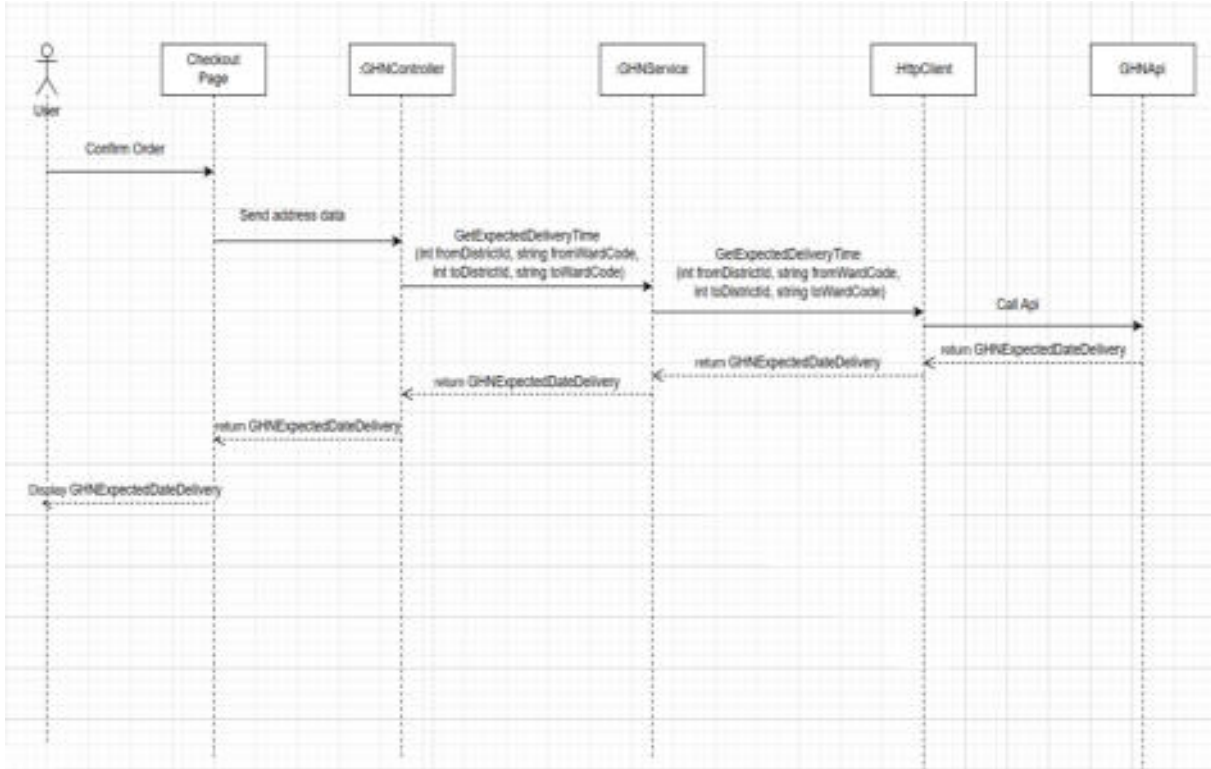 Checkout
Page
:GHNController
:GHNService
:HttpClient
GHNApi
User
Confirm Order
Send address data
GetExpectedDeliveryTime
(int fromDistrictId, string fromWardCode,
int toDistrictId, string toWardCode)
GetExpectedDeliveryTime
(int fromDistrictId, string fromWardCode,
int toDistrictId, string toWardCode)
Call Api
return GHNExpectedDateDelivery
return GHNExpectedDateDelivery
return GHNExpectedDateDelivery
return GHNExpectedDateDelivery
Display GHNExpectedDateDelivery